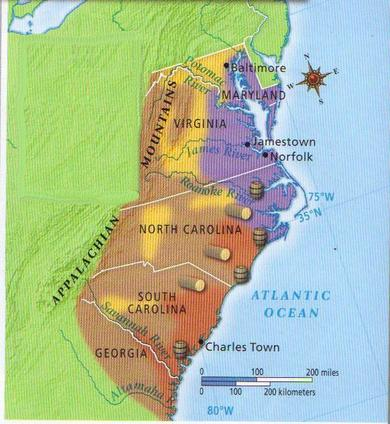 N
E
W
S
Baltimore
Potomac
River
MARYLAND
VIRGINIA
MOUNTAINS
Jamestown
James River
Norfolk
Roanoke River
75°W
35°N
NORTH CAROLINA
APPALACHIAN
ATLANTIC
OCEAN
SOUTH
CAROLINA
Savannah River
GEORGIA
Charles Town
Altamaha
0 100 200 miles
0 100 200 kilometers
80°W